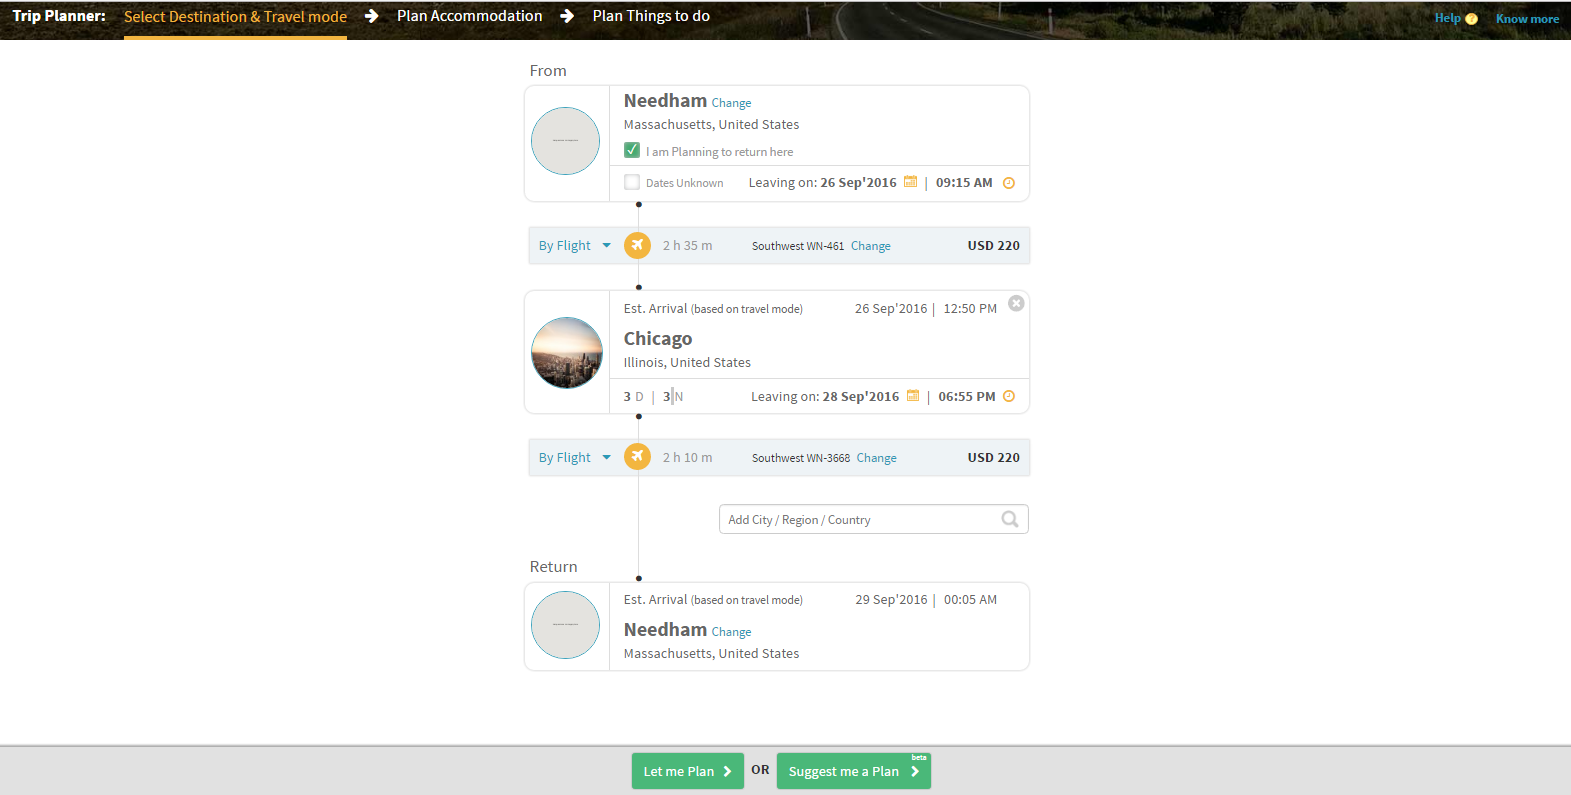 Trip Planner: Select Destination & Travel mode Plan Accommodation Plan Things to do Help ? Know more
From
Needham Change
Massachusetts, United States
I am Planning to return here
Dates Unknown Leaving on: 26 Sep'2016 | 09:15 AM
By Flight 2 h 35 m Southwest WN-461 Change USD 220
Est. Arrival (based on travel mode) 26 Sep'2016 | 12:50 PM
Chicago
Illinois, United States
3 D | 3 N Leaving on: 28 Sep'2016 | 06:55 PM
By Flight 2 h 10 m Southwest WN-3668 Change USD 220
Add City / Region / Country
Return
Est. Arrival (based on travel mode) 29 Sep'2016 | 00:05 AM
Needham Change
Massachusetts, United States
Let me Plan OR Suggest me a Plan beta